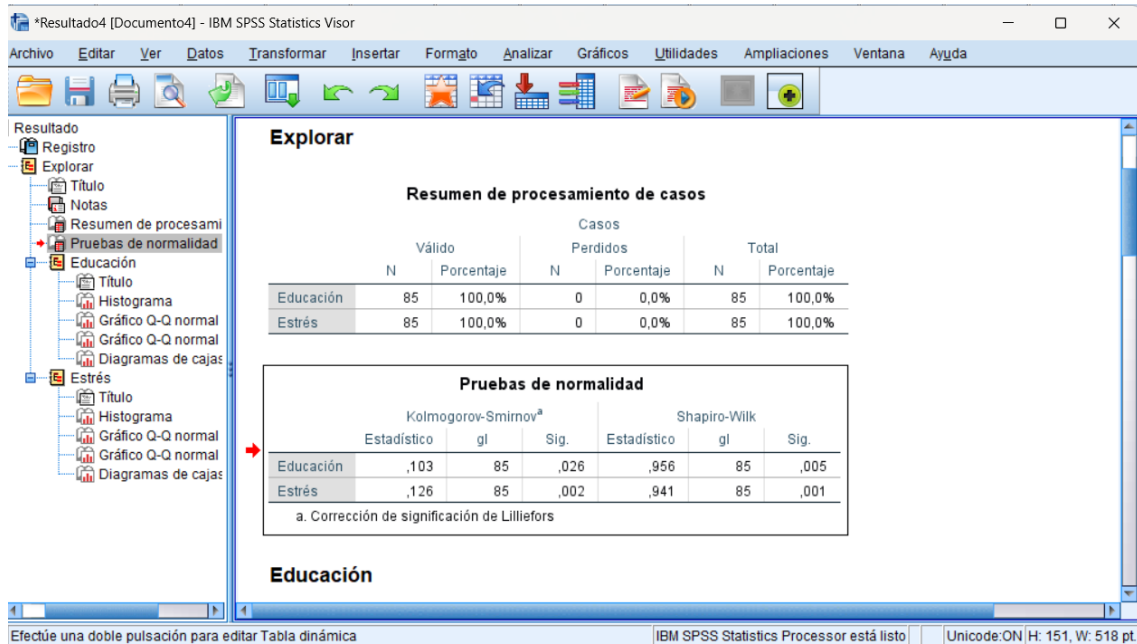 *Resultado4 [Documento4] - IBM SPSS Statistics Visor
Archivo Editar Ver Datos Transformar Insertar Formato Analizar Gráficos Utilidades Ampliaciones Ventana Ayuda
Resultado
Registro
Explorar
Título
Notas
Resumen de procesami
Pruebas de normalidad
Educación
Título
Histograma
Gráfico Q-Q normal
Gráfico Q-Q normal
Diagramas de cajas
Estrés
Título
Histograma
Gráfico Q-Q normal
Gráfico Q-Q normal
Diagramas de cajas
Explorar
Resumen de procesamiento de casos
Casos
Válido Perdidos Total
N Porcentaje N Porcentaje N Porcentaje
Educación 85 100,0% 0 0,0% 85 100,0%
Estrés 85 100,0% 0 0,0% 85 100,0%
Pruebas de normalidad
Kolmogorov-Smirnovª Shapiro-Wilk
Estadístico gl Sig. Estadístico gl Sig.
Educación ,103 85 ,026 ,956 85 ,005
Estrés ,126 85 ,002 ,941 85 ,001
a. Corrección de significación de Lilliefors
Educación
Efectúe una doble pulsación para editar Tabla dinámica IBM SPSS Statistics Processor está listo Unicode:ON H: 151, W: 518 pt.